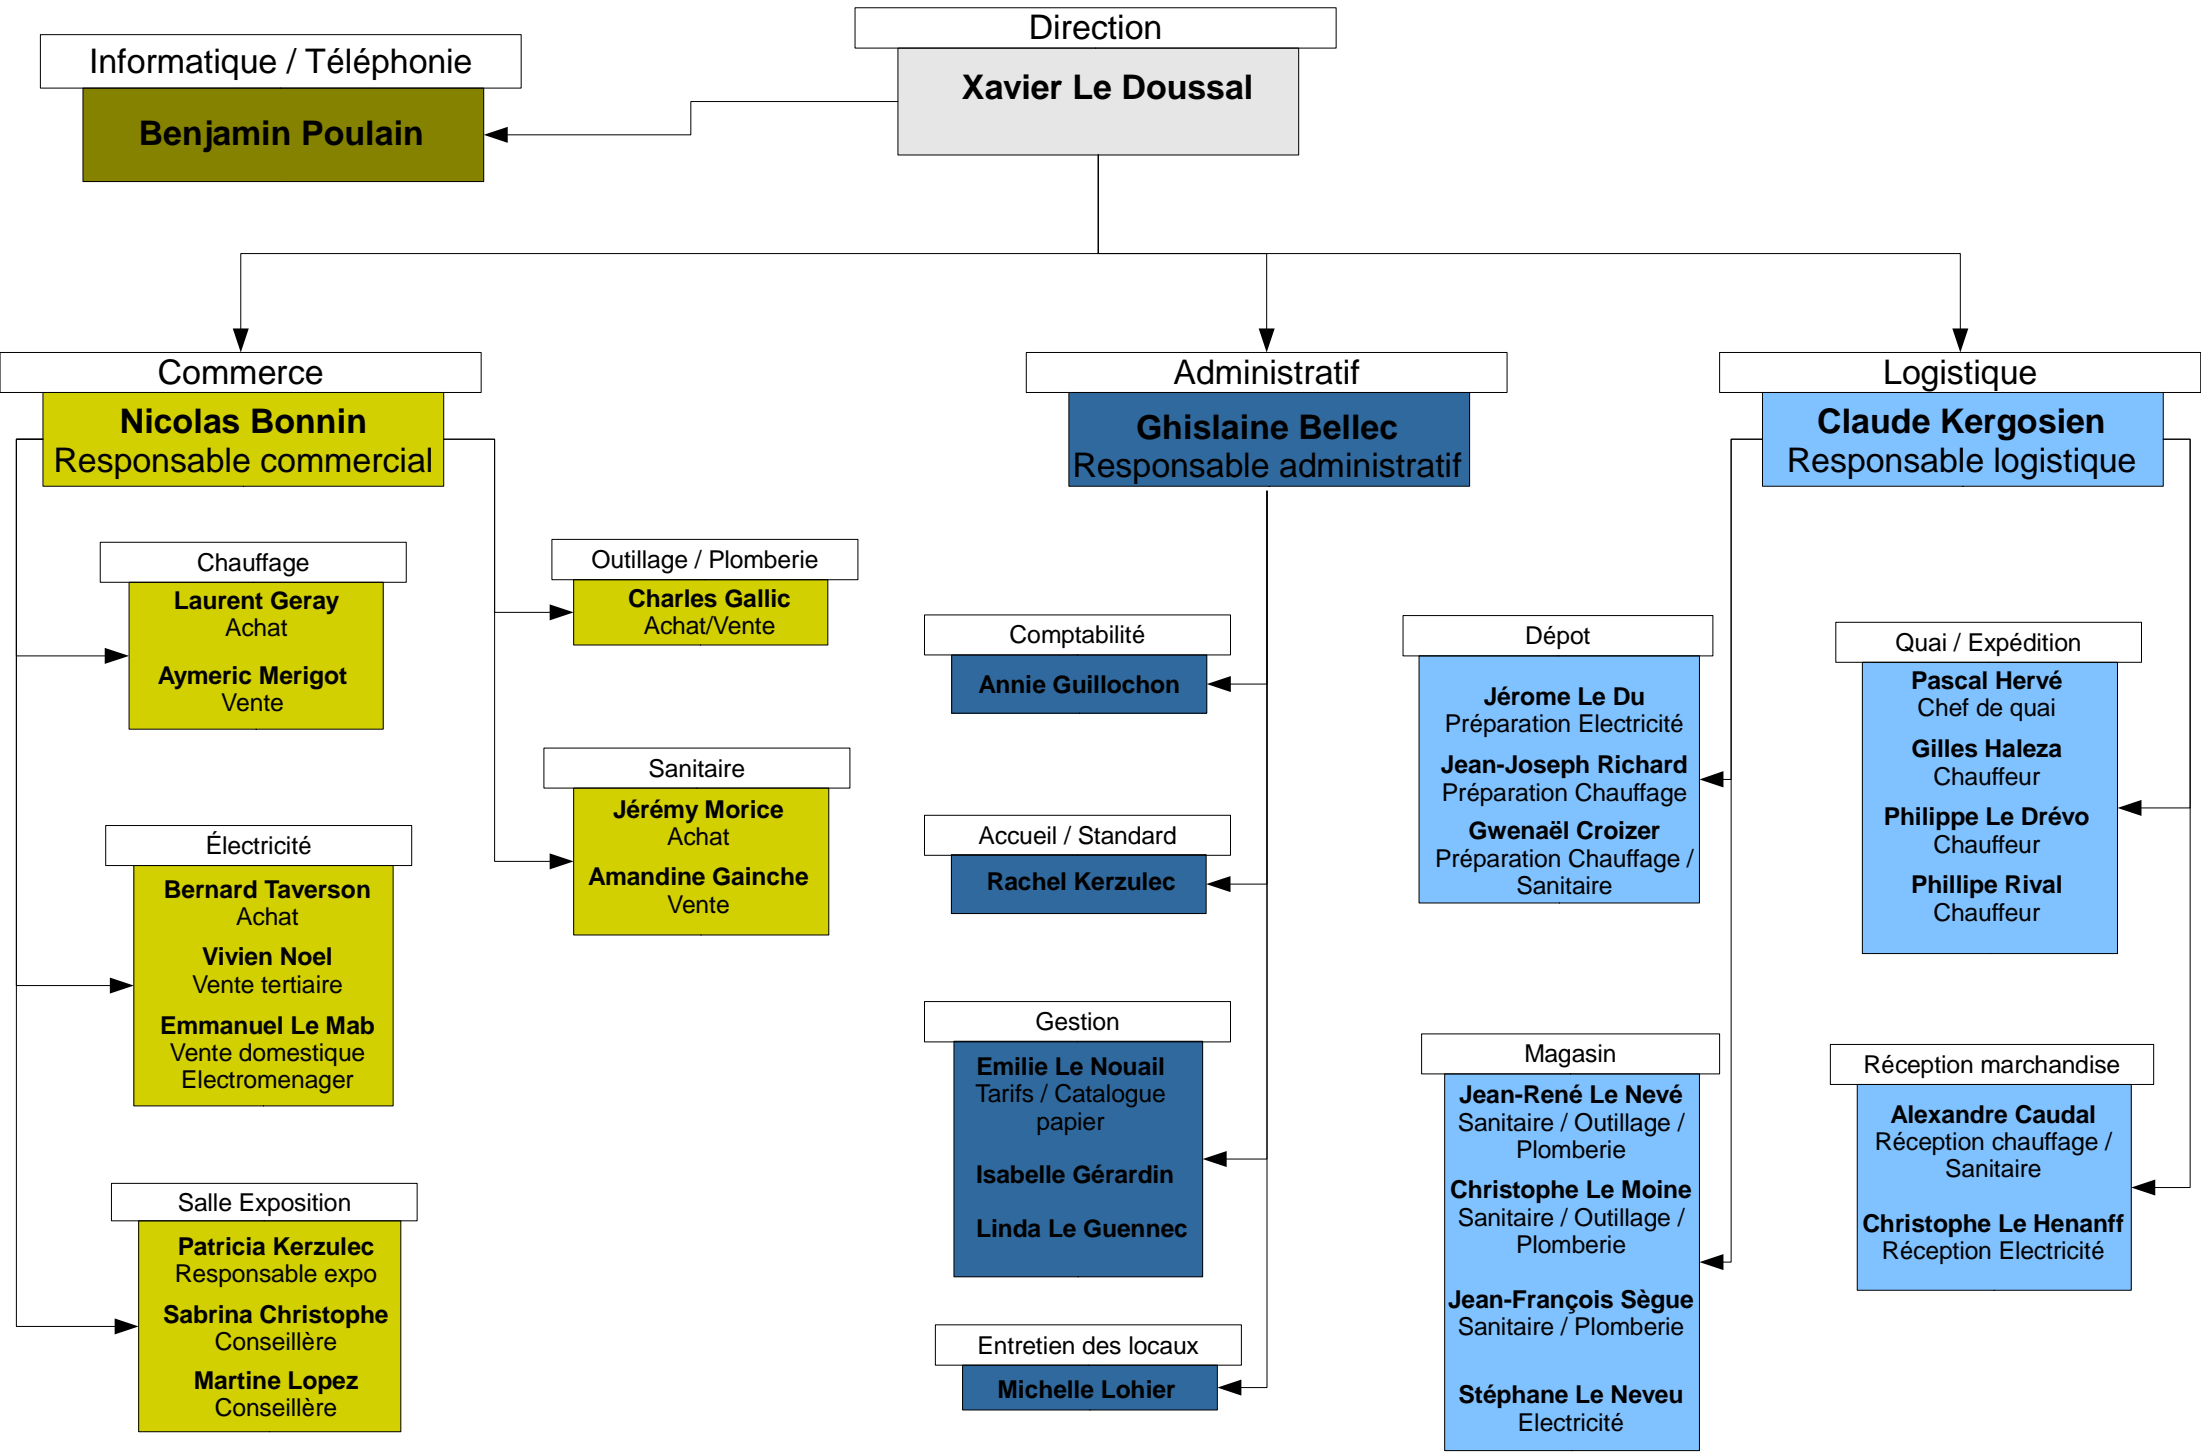 Direction
Xavier Le Doussal
Informatique / Téléphonie
Benjamin Poulain
Commerce
Nicolas Bonnin
Responsable commercial
Chauffage
Laurent Geray
Achat
Aymeric Merigot
Vente
Électricité
Bernard Taverson
Achat
Vivien Noel
Vente tertiaire
Emmanuel Le Mab
Vente domestique
Electromenager
Salle Exposition
Patricia Kerzulec
Responsable expo
Sabrina Christophe
Conseillère
Martine Lopez
Conseillère
Outillage / Plomberie
Charles Gallic
Achat/Vente
Sanitaire
Jérémy Morice
Achat
Amandine Gainche
Vente
Administratif
Ghislaine Bellec
Responsable administratif
Comptabilité
Annie Guillochon
Accueil / Standard
Rachel Kerzulec
Gestion
Emilie Le Nouail
Tarifs / Catalogue
papier
Isabelle Gérardin
Linda Le Guennec
Entretien des locaux
Michelle Lohier
Logistique
Claude Kergosien
Responsable logistique
Dépot
Jérome Le Du
Préparation Electricité
Jean-Joseph Richard
Préparation Chauffage
Gwenaël Croizer
Préparation Chauffage /
Sanitaire
Magasin
Jean-René Le Nevé
Sanitaire / Outillage /
Plomberie
Christophe Le Moine
Sanitaire / Outillage /
Plomberie
Jean-François Sègue
Sanitaire / Plomberie
Stéphane Le Neveu
Electricité
Quai / Expédition
Pascal Hervé
Chef de quai
Gilles Haleza
Chauffeur
Philippe Le Drévo
Chauffeur
Phillipe Rival
Chauffeur
Réception marchandise
Alexandre Caudal
Réception chauffage /
Sanitaire
Christophe Le Henanff
Réception Electricité